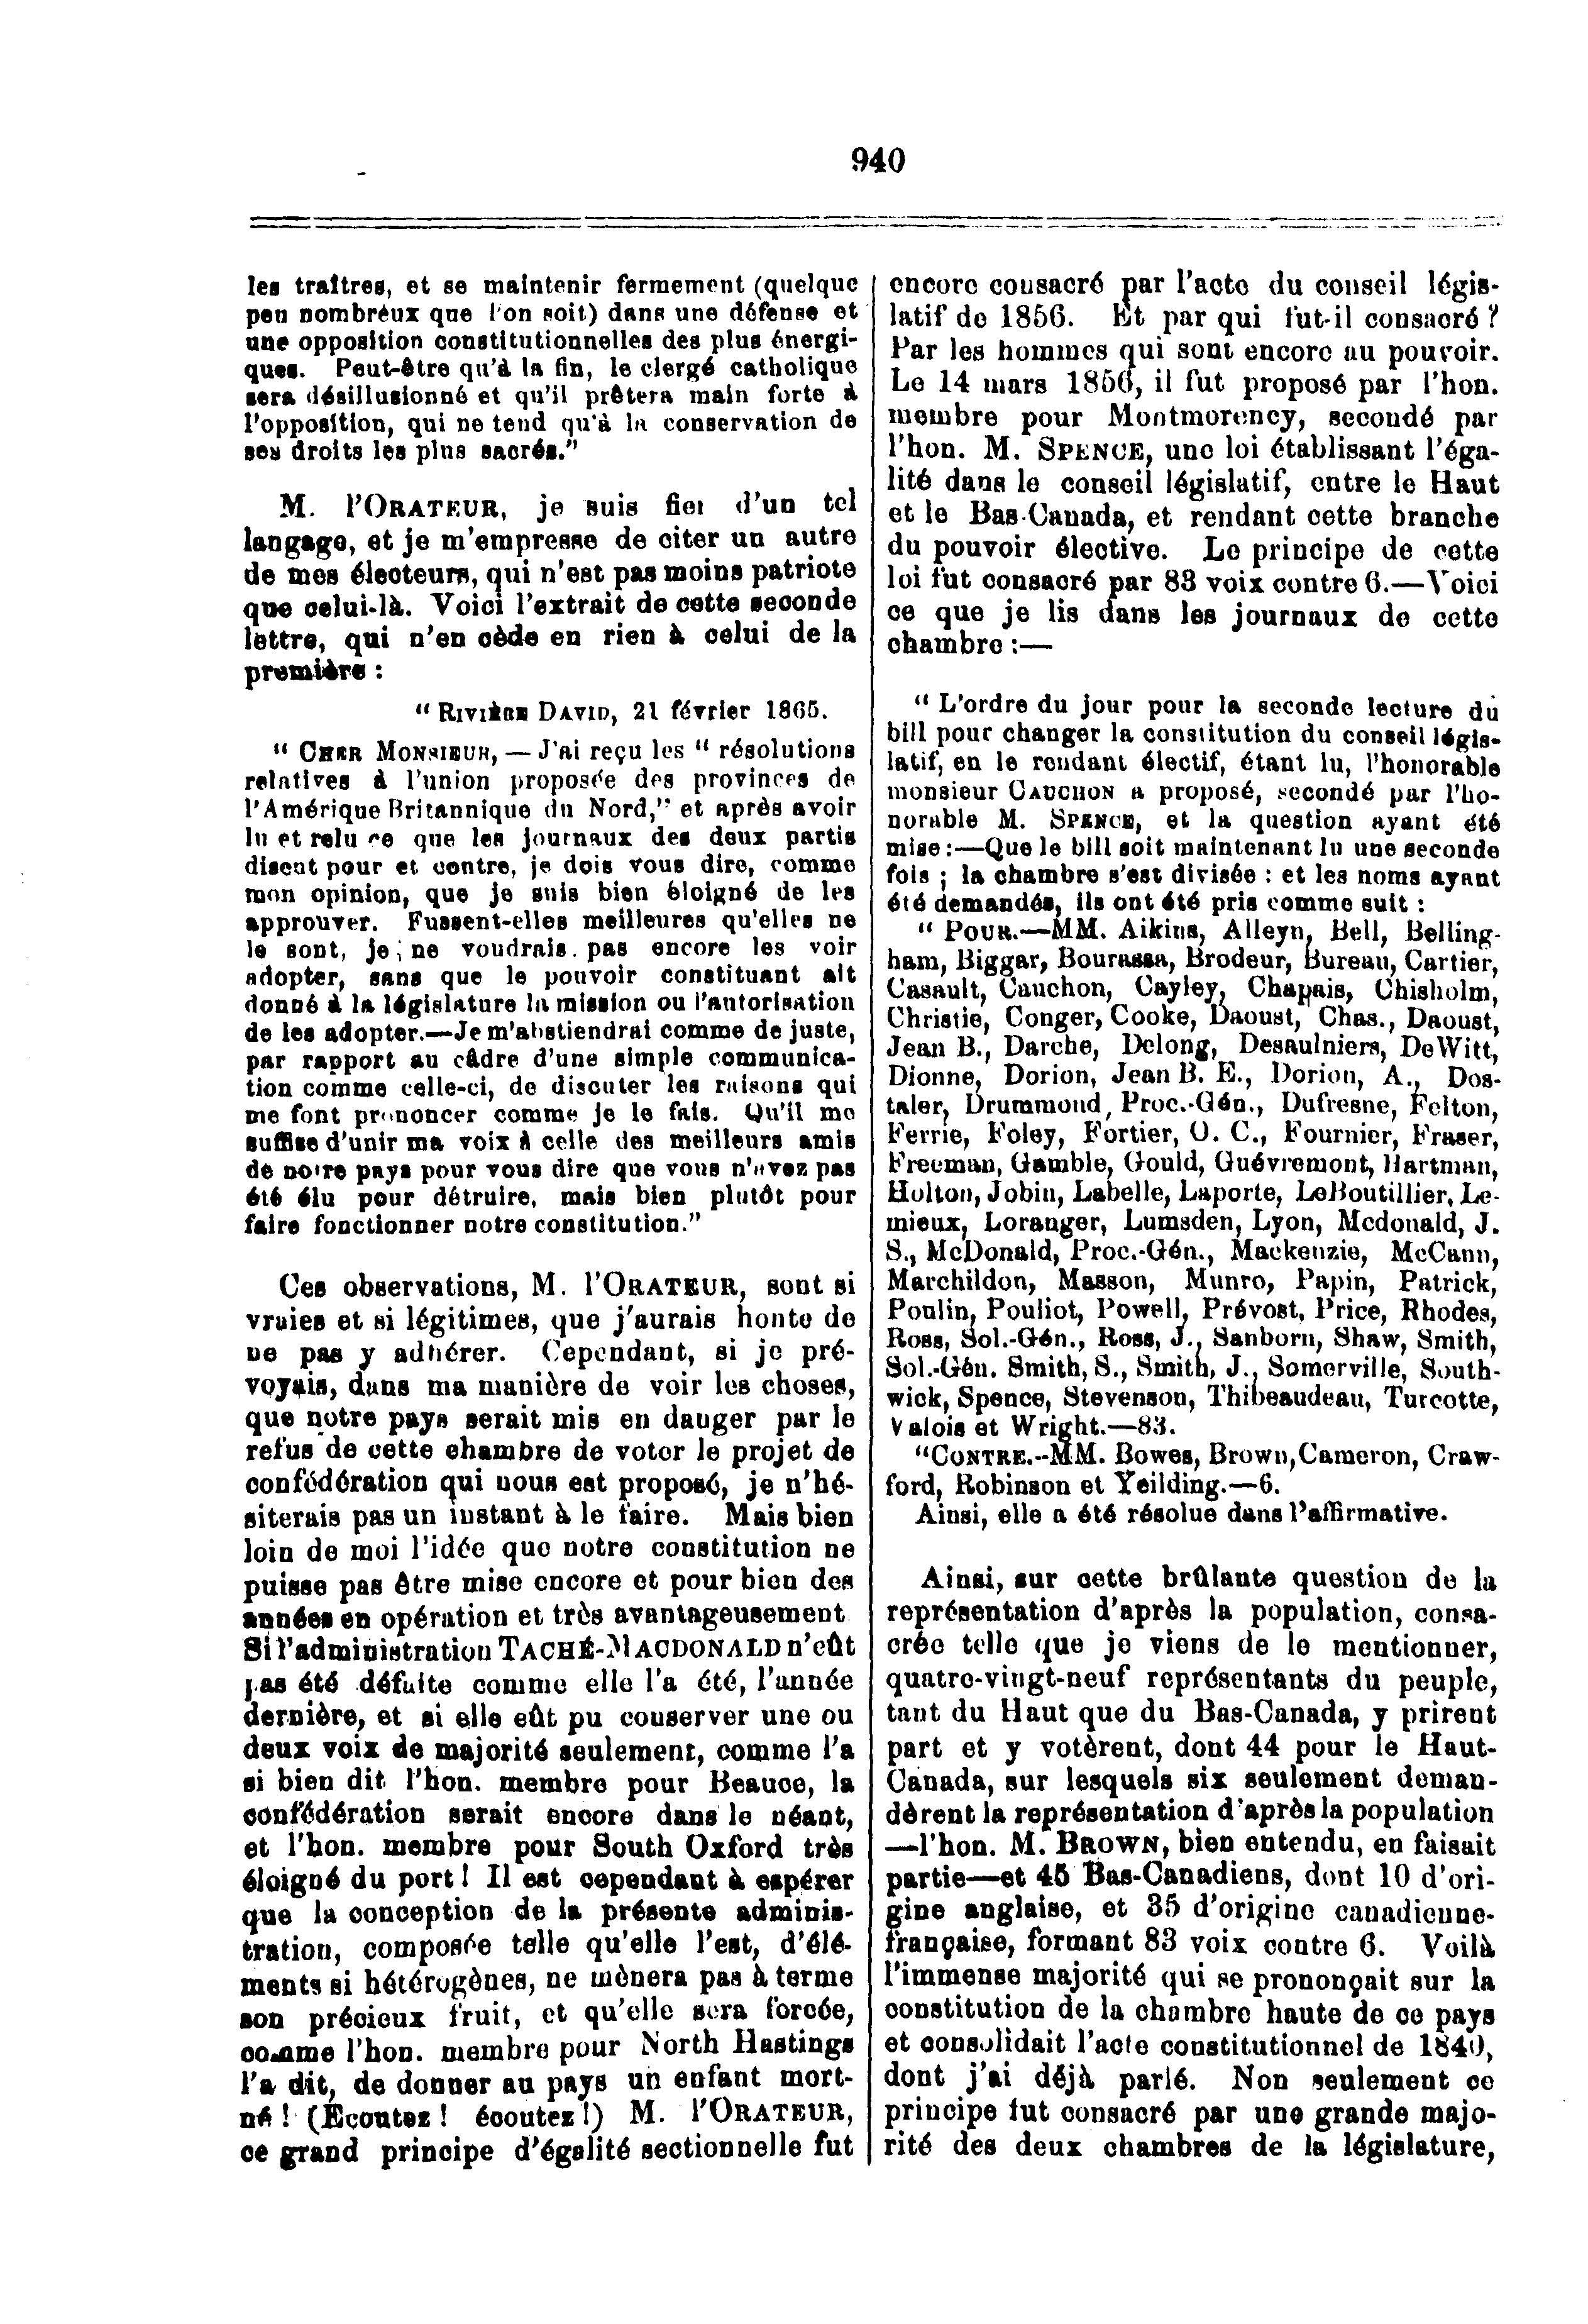 940
les traîtres, et se maintenir fermement (quelque
peu nombreux que l'on soit) dans une défense et
une opposition constitutionnelles des plus énergi-
ques. Peut-être qu'à la fin, le clergé catholique
sera désillusionné et qu'il prêtera main forte à
l'opposition, qui ne tend qu'à la conservation de
ses droits les plus sacrés."
M. l'ORATEUR, je suis fier d'un tel
langage, et je m'empresse de citer un autre
de mes électeurs, qui n'est pas moins patriote
que celui-là. Voici l'extrait de cette seconde
lettre, qui n'en cède en rien à celui de la
première :
" RIVIÈRE DAVID, 21 février 1865.
" CHER MONSIEUR, — J'ai reçu les " résolutions
relatives à l'union proposée des provinces de
l'Amérique Britannique du Nord," et après avoir
lu et relu ce que les journaux des deux partis
disent pour et contre, je dois vous dire, comme
mon opinion, que je suis bien éloigné de les
approuver. Fussent-elles meilleures qu'elles ne
le sont, je ne voudrais pas encore les voir
adopter, sans que le pouvoir constituant ait
donné à la législature la mission ou l'autorisation
de les adopter.—Je m'abstiendrai comme de juste,
par rapport au câdre d'une simple communica-
tion comme celle-ci, de discuter les raisons qui
me font prononcer comme je le fais. Qu'il me
suffise d'unir ma voix à celle des meilleurs amis
de notre pays pour vous dire que vous n'avez pas
été élu pour détruire, mais bien plutôt pour
faire fonctionner notre constitution."
Ces observations, M. l'ORATEUR, sont si
vraies et si légitimes, que j'aurais honte de
ne pas y adhérer. Cependant, si je pré-
voyais, dans ma manière de voir les choses,
que notre pays serait mis en danger par le
refus de cette chambre de voter le projet de
confédération qui nous est proposé, je n'hé-
siterais pas un instant à le faire. Mais bien
loin de moi l'idée que notre constitution ne
puisse pas être mise encore et pour bien des
années en opération et très avantageusement
Si l'administration TACHÉ-MACDONALD n'eût
pas été défaite comme elle l'a été, l'année
dernière, et si elle eût pu conserver une ou
deux voix de majorité seulement, comme l'a
si bien dit l'hon. membre pour Beauce, la
confédération serait encore dans le néant,
et l'hon. membre pour South Oxford très
éloigné du port ! Il est cependant à espérer
que la conception de la présente adminis-
tration, composée telle qu'elle l'est, d'élé-
ments si hétérogènes, ne mènera pas à terme
son précieux fruit, et qu'elle sera forcée,
comme l'hon. membre pour North Hastings
l'a dit, de donner au pays un enfant mort-
né ! (Ecoutez ! écoutez !) M. l'ORATEUR,
ce grand principe d'égalité sectionnelle fut
encore consacré par l'acte du conseil légis-
latif de 1856. Et par qui fut-il consacré ?
Par les hommes qui sont encore au pouvoir.
Le 14 mars 1856, il fut proposé par l'hon.
membre pour Montmorency, secondé par
l'hon. M. SPENCE, une loi établissant l'éga-
lité dans le conseil législatif, entre le Haut
et le Bas-Canada, et rendant cette branche
du pouvoir élective. Le principe de cette
loi fut consacré par 83 voix contre 6.—Voici
ce que je lis dans les journaux de cette
chambre :—
" L'ordre du jour pour la seconde lecture du
bill pour changer la constitution du conseil légis-
latif, en le rendant électif, étant lu, l'honorable
monsieur CAUCHON a proposé, secondé par l'ho-
norable M. SPENCE, et la question ayant été
mise :—Que le bill soit maintenant lu une seconde
fois ; la chambre s'est divisée : et les noms ayant
été demandés, ils ont été pris comme suit :
" POUR.—MM. Aikins, Alleyn, Bell, Belling-
ham, Biggar, Bourassa, Brodeur, Bureau, Cartier,
Casault, Cauchon, Cayley, Chapais, Chisholm,
Christie, Conger, Cooke, Daoust, Chas., Daoust,
Jean B., Darche, Delong, Desaulniers, DeWitt,
Dionne, Dorion, Jean B. E., Dorion, A., Dos-
taler, Drummond, Proc.-Gén., Dufresne, Felton,
Ferrie, Foley, Fortier, O. C., Fournier, Fraser,
Freeman, Gamble, Gould, Guévremont, Hartman,
Holton, Jobin, Labelle, Laporte, LeBoutillier, Le-
mieux, Loranger, Lumsden, Lyon, Mcdonald, J.
S., McDonald, Proc.-Gén., Mackenzie, McCann,
Marchildon, Masson, Munro, Papin, Patrick,
Poulin, Pouliot, Powell, Prévost, Price, Rhodes,
Ross, Sol.-Gén., Ross, J., Sanborn, Shaw, Smith,
Sol.-Gén. Smith, S., Smith, J., Somerville, South-
wick, Spence, Stevenson, Thibeaudeau, Turcotte,
Valois et Wright.—83.
"CONTRE.--MM. Bowes, Brown, Cameron, Craw-
ford, Robinson et Yeilding.—6.
Ainsi, elle a été résolue dans l'affirmative.
Ainsi, sur cette brûlante question de la
représentation d'après la population, consa-
crée telle que je viens de le mentionner,
quatre-vingt-neuf représentants du peuple,
tant du Haut que du Bas-Canada, y prirent
part et y votèrent, dont 44 pour le Haut-
Canada, sur lesquels six seulement deman-
dèrent la représentation d'après la population
—l'hon. M. BROWN, bien entendu, en faisait
partie—et 45 Bas-Canadiens, dont 10 d'ori-
gine anglaise, et 35 d'origine canadienne-
française, formant 83 voix contre 6. Voilà
l'immense majorité qui se prononçait sur la
constitution de la chambre haute de ce pays
et consolidait l'acte constitutionnel de 1840,
dont j'ai déjà parlé. Non seulement ce
principe fut consacré par une grande majo-
rité des deux chambres de la législature,